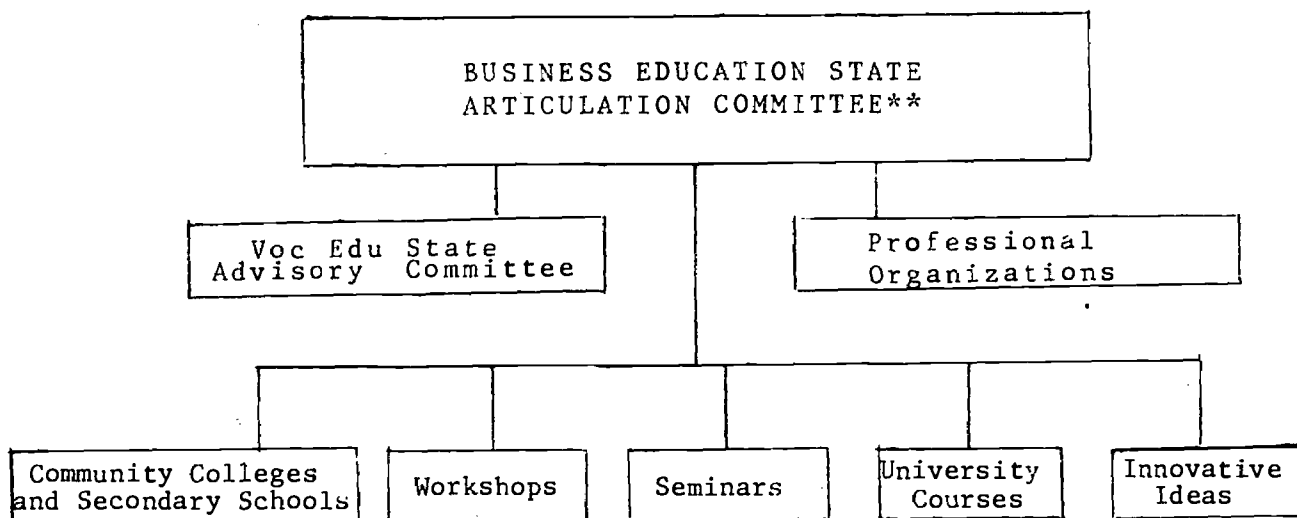 BUSINESS EDUCATION STATE
ARTICULATION COMMITTEE**
Voc Edu State
Advisory Committee
Professional
Organizations
Community Colleges
and Secondary Schools
Workshops
Seminars
University
Courses
Innovative
Ideas